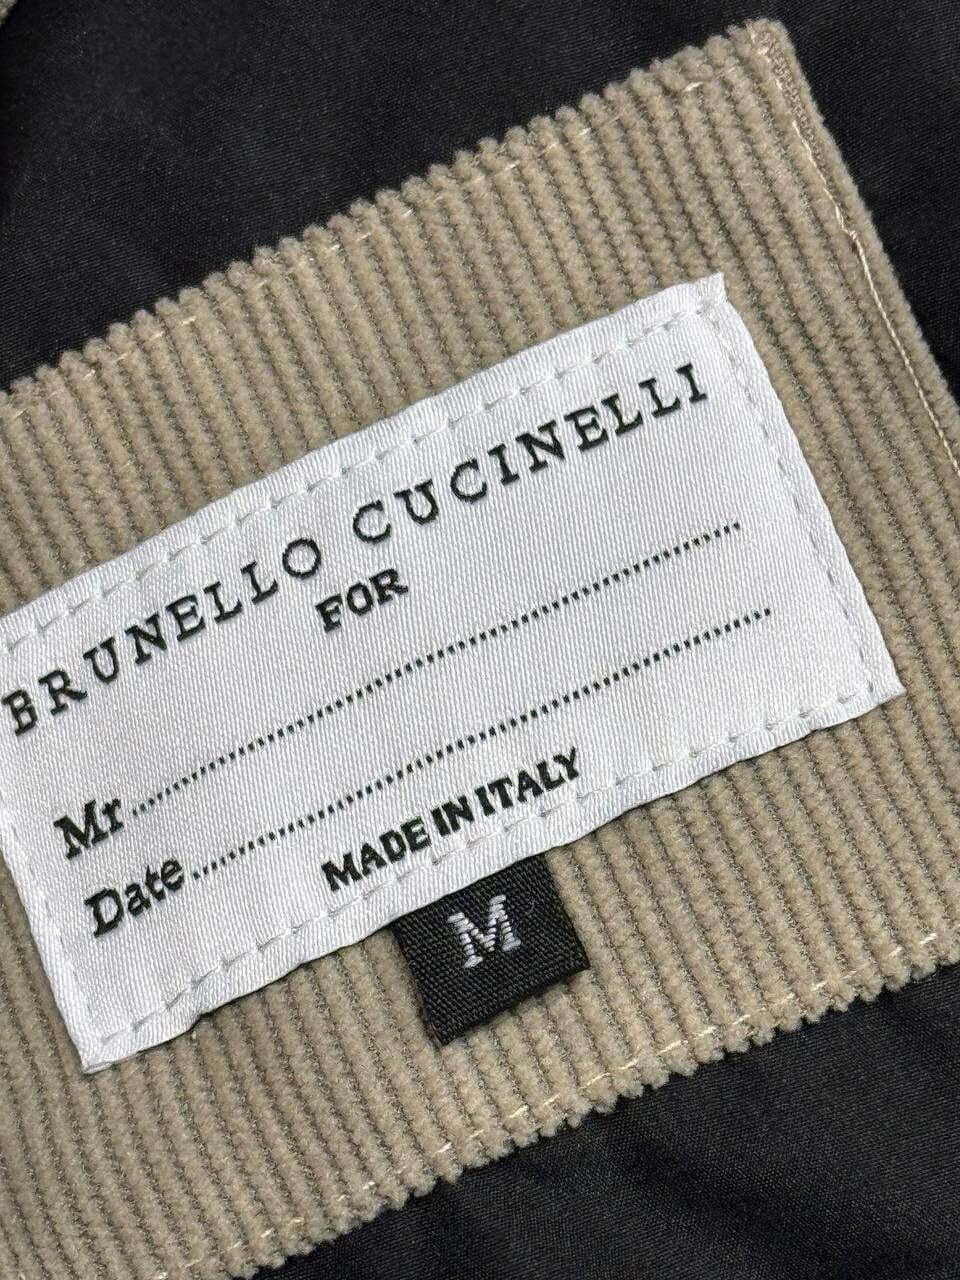 BRUNELLO CUCINELLI
FOR
Mr........................................................
Date........................................................
MADE IN ITALY
M